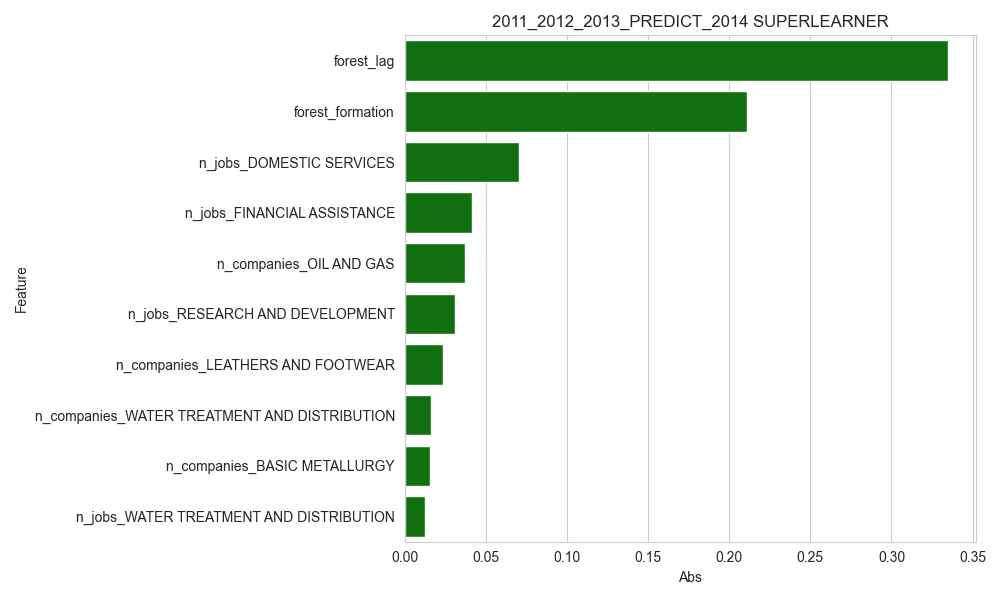 2011_2012_2013_PREDICT_2014 SUPERLEARNER
forest_lag
forest_formation
n_jobs_DOMESTIC SERVICES
n_jobs_FINANCIAL ASSISTANCE
n_companies_OIL AND GAS
n_jobs_RESEARCH AND DEVELOPMENT
n_companies_LEATHERS AND FOOTWEAR
n_companies_WATER TREATMENT AND DISTRIBUTION
n_companies_BASIC METALLURGY
n_jobs_WATER TREATMENT AND DISTRIBUTION
Feature
0.00 0.05 0.10 0.15 0.20 0.25 0.30 0.35
Abs